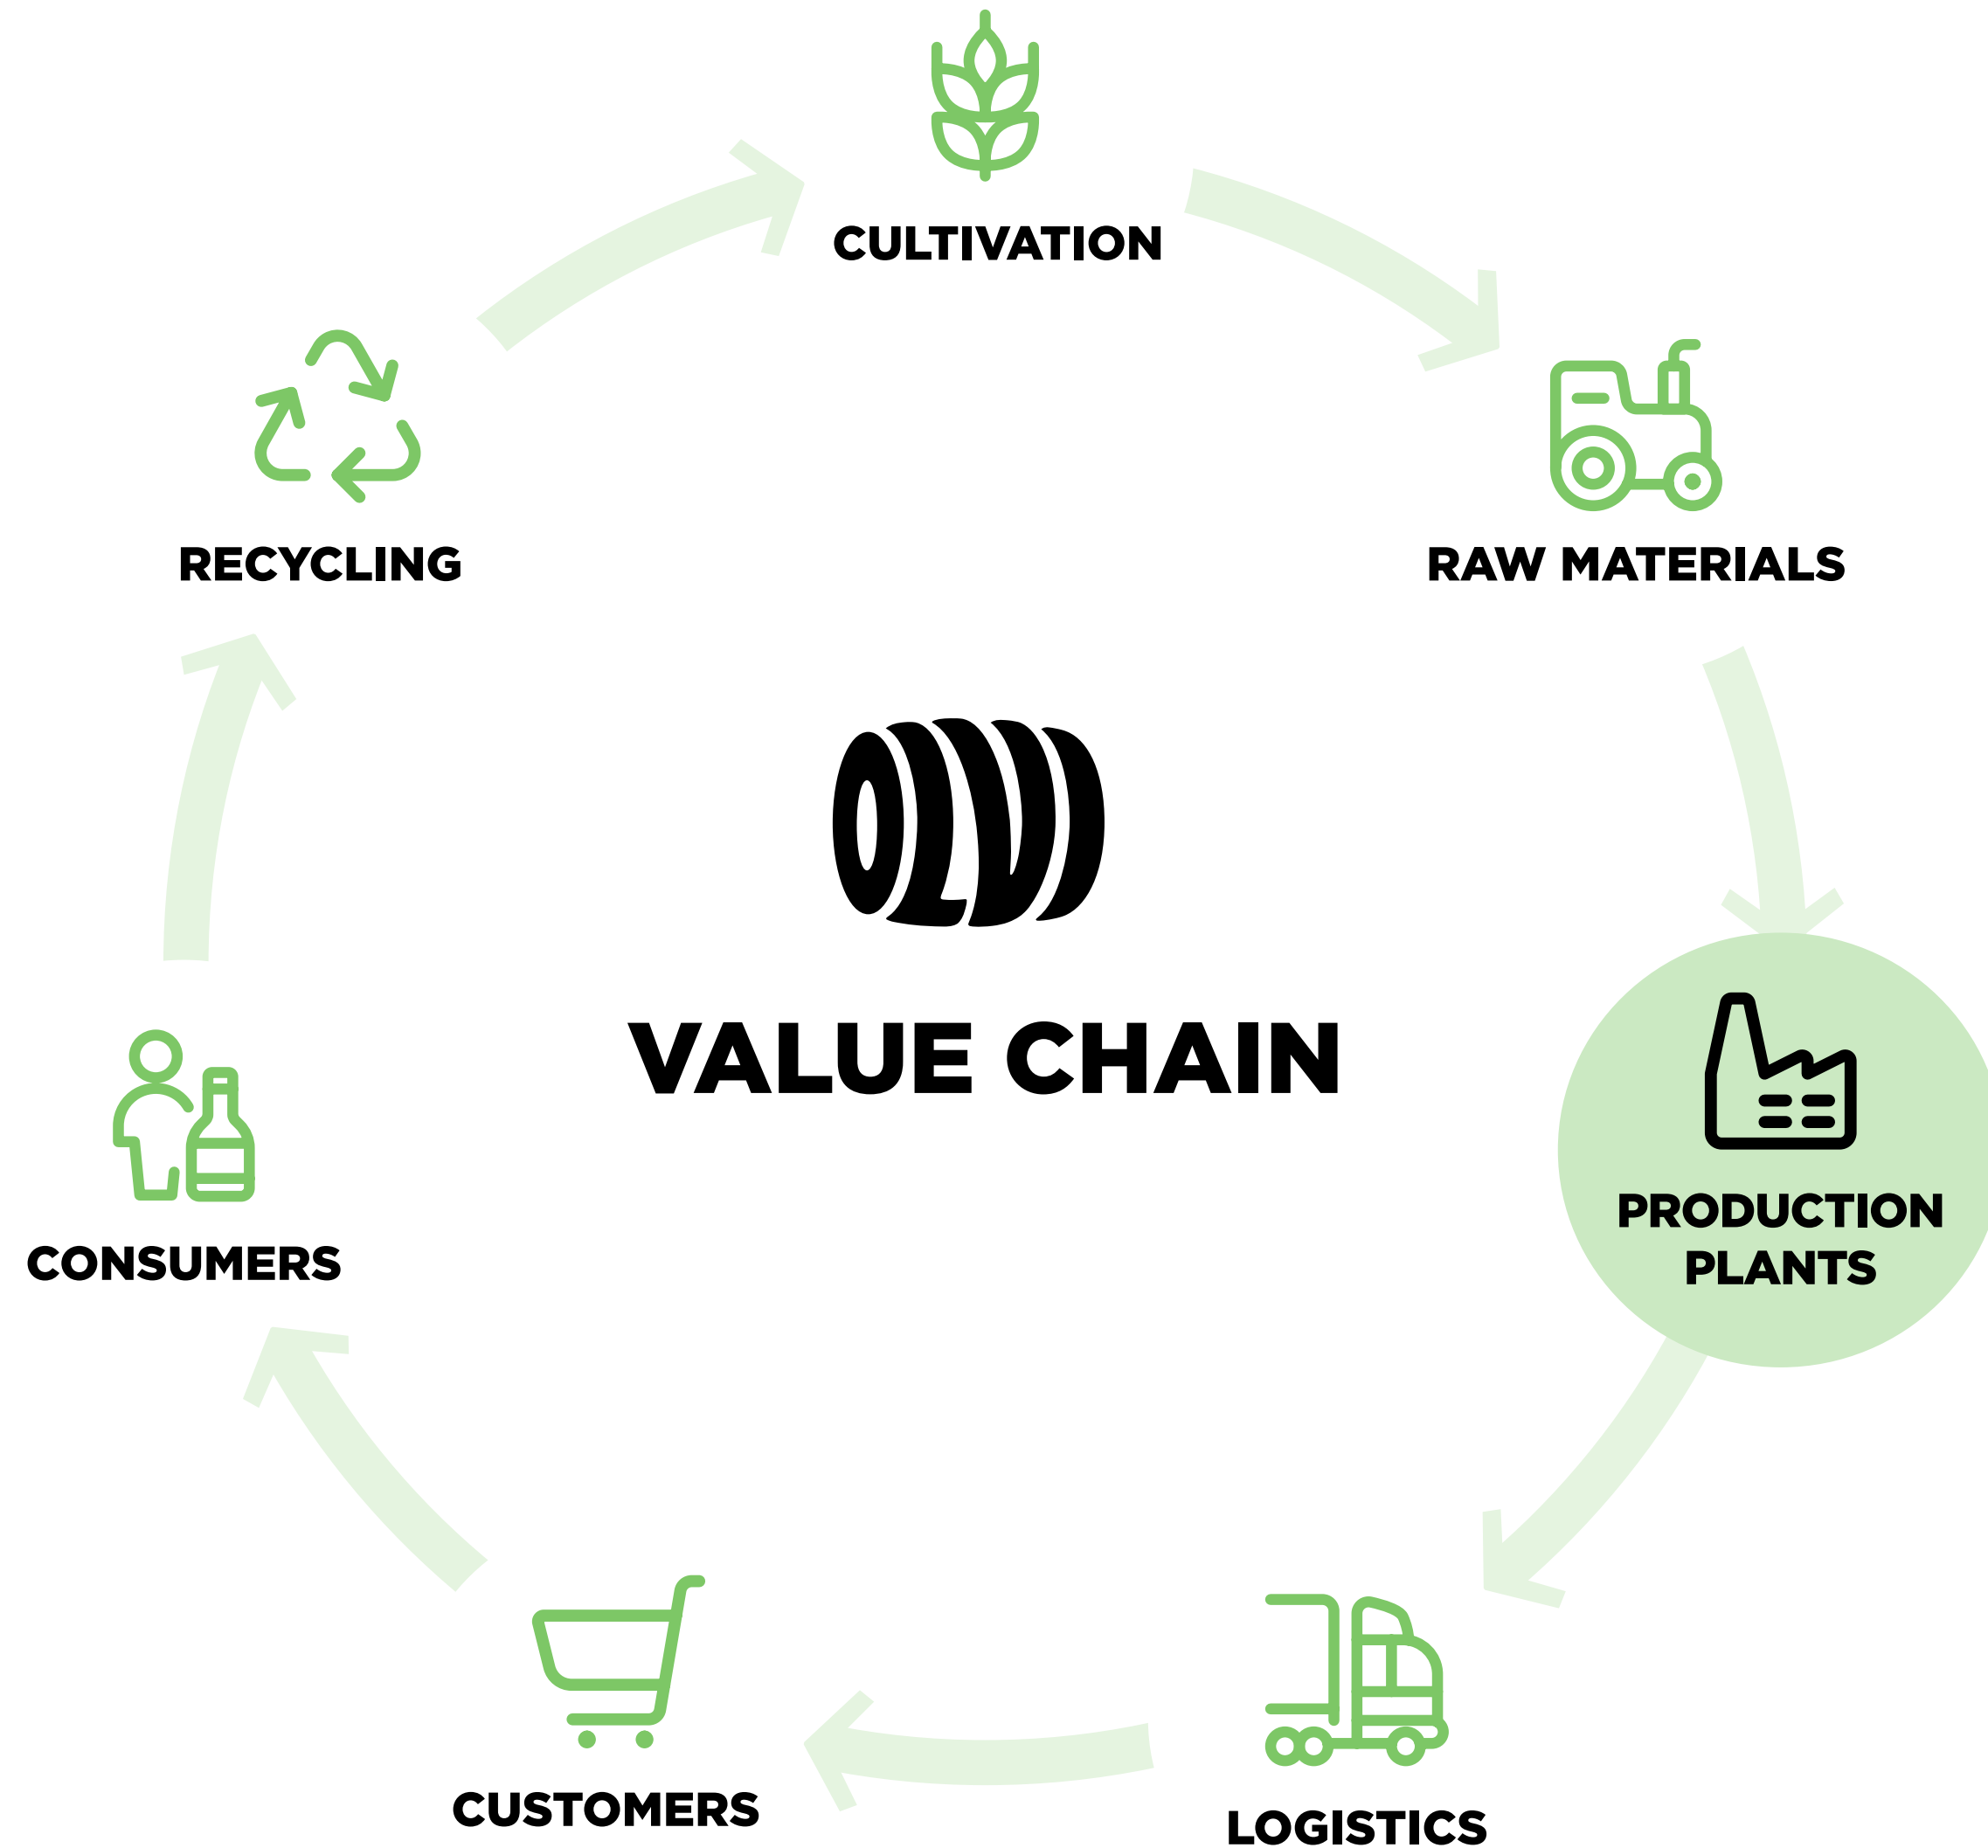 CULTIVATION
RECYCLING
RAW MATERIALS
VALUE CHAIN
PRODUCTION
PLANTS
CONSUMERS
CUSTOMERS
LOGISTICS